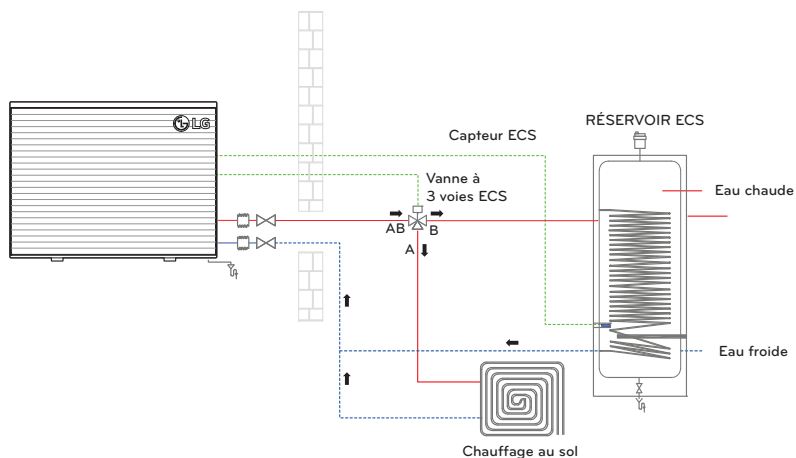 LG
Capteur ECS
RÉSERVOIR ECS
Vanne à
3 voies ECS
Eau chaude
AB
B
A
Eau froide
Chauffage au sol